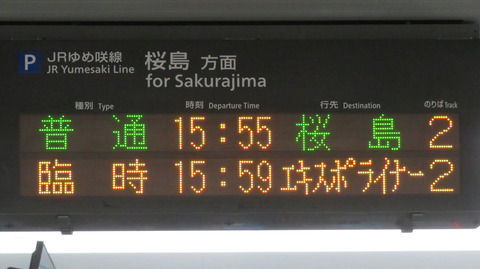 P JRゆめ咲線 桜島 方面
JR Yumesaki Line for Sakurajima
種別 Type 時刻 Departure Time 行先 Destination のりば Track
普通 15:55 桜島 2
臨時 15:59 エキスポライナー 2